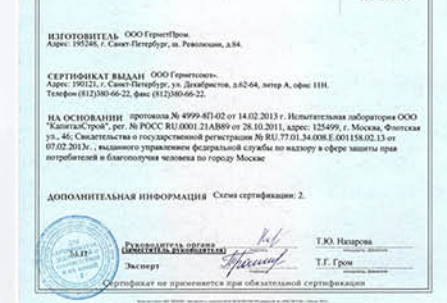 ИЗГОТОВИТЕЛЬ ООО ГерметПром.
Адрес: 195248, г. Санкт-Петербург, ш. Революции, д.84.
СЕРТИФИКАТ ВЫДАН ООО Герметсоюз».
Адрес: 190121, г. Санкт-Петербург, ул. Декабристов, д.62-64, литер А, офис 11Н.
Телефон (812)380-66-22, факс (812)380-66-22.
НА ОСНОВАНИИ протокола № 4999-8П-02 от 14.02.2013 г. Испытательная лаборатория ООО
"КапиталСтрой", рег. № РОСС RU.0001.21АВ89 от 28.10.2011, адрес: 125499, г. Москва, Флотская
ул., 46; Свидетельства о государственной регистрации № RU.77.01.34.008.Е.001158.02.13 от
07.02.2013г. , выданного управлением федеральной службы по надзору в сфере защиты прав
потребителей и благополучия человека по городу Москве
ДОПОЛНИТЕЛЬНАЯ ИНФОРМАЦИЯ Схема сертификации: 2.
Руководитель органа
(заместитель руководителя)
Т.Ю. Назарова
Эксперт
Т.Г. Гром
Сертификат не применяется при обязательной сертификации